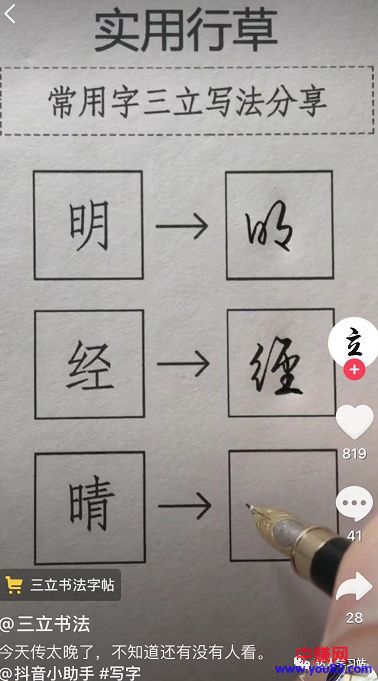 实用行草
常用字三立写法分享
明 → 明
经 → 經
晴 →
立
819
41
28
三立书法字帖
@三立书法
今天传太晚了，不知道还有没有人看。
@抖音小助手 #写字